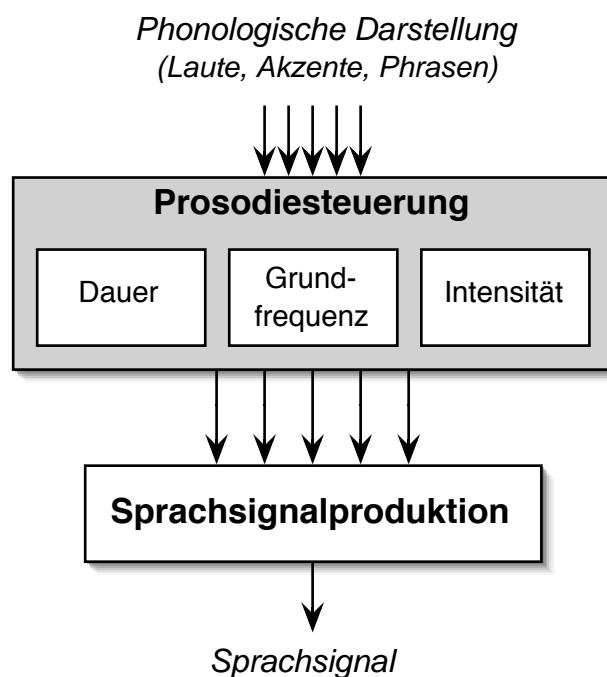 Phonologische Darstellung
(Laute, Akzente, Phrasen)
Prosodiesteuerung
Dauer
Grund-
frequenz
Intensität
Sprachsignalproduktion
Sprachsignal